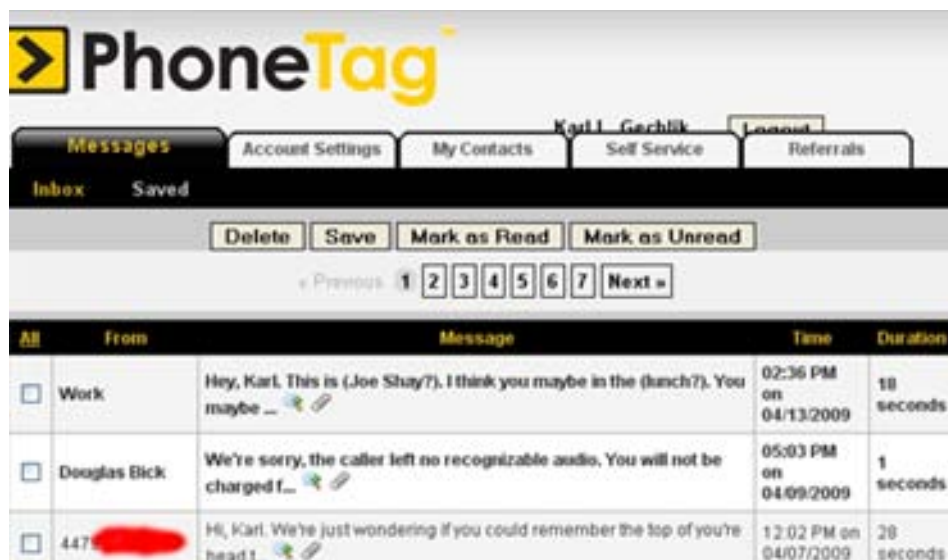 PhoneTag
Karl L. Gechlik Logout
Messages Account Settings My Contacts Self Service Referrals
Inbox Saved
Delete Save Mark as Read Mark as Unread
« Previous 1 2 3 4 5 6 7 Next »
All From Message Time Duration
Work
Hey, Karl. This is (Joe Shay?). I think you maybe in the (lunch?). You
maybe ...
02:36 PM
on
04/13/2009
18
seconds
Douglas Bick
We're sorry, the caller left no recognizable audio. You will not be
charged f...
05:03 PM
on
04/09/2009
1
seconds
447
Hi, Karl. We're just wondering if you could remember the top of you're
head t...
12:02 PM on
04/07/2009
28
seconds